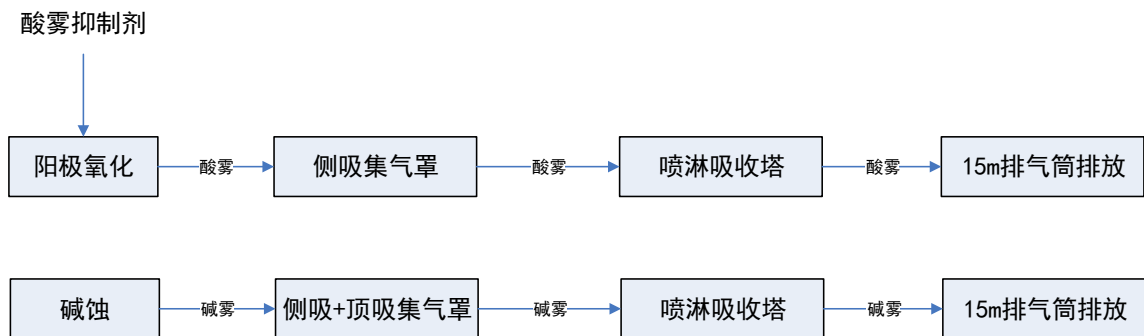 酸雾抑制剂
阳极氧化
酸雾
侧吸集气罩
酸雾
喷淋吸收塔
酸雾
15m排气筒排放
碱蚀
碱雾
侧吸+顶吸集气罩
碱雾
喷淋吸收塔
碱雾
15m排气筒排放